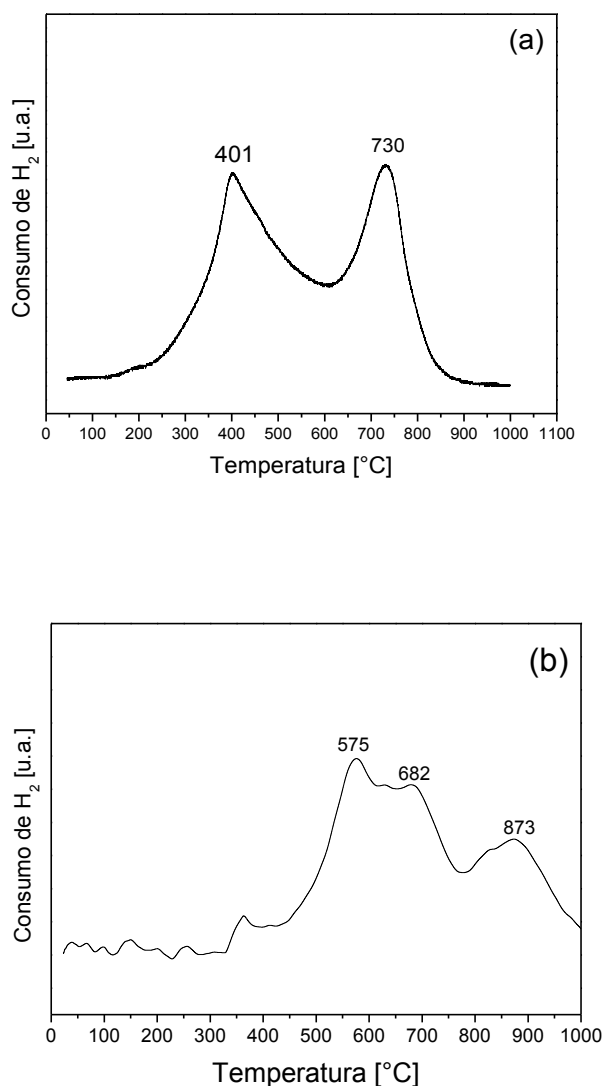 (a)
Consumo de H2 [u.a.]
401
730
0 100 200 300 400 500 600 700 800 900 1000 1100
Temperatura [°C]
(b)
Consumo de H2 [u.a.]
575
682
873
0 100 200 300 400 500 600 700 800 900 1000
Temperatura [°C]